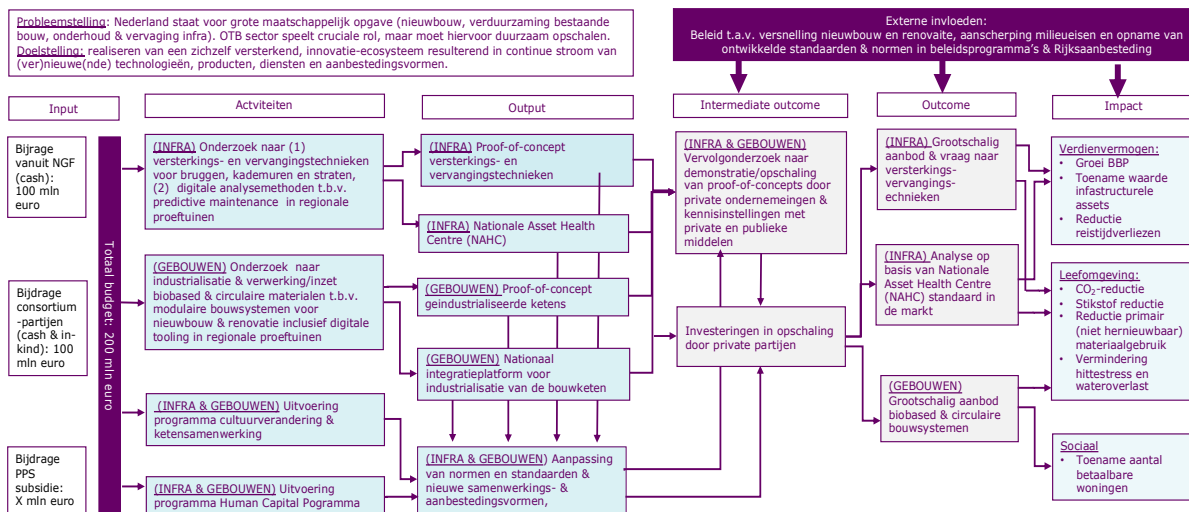 Probleemstelling: Nederland staat voor grote maatschappelijk opgave (nieuwbouw, verduurzaming bestaande
bouw, onderhoud & vervaging infra). OTB sector speelt cruciale rol, maar moet hiervoor duurzaam opschalen.
Doelstelling: realiseren van een zichzelf versterkend, innovatie-ecosysteem resulterend in continue stroom van
(ver)nieuwe(nde) technologieën, producten, diensten en aanbestedingsvormen.
Externe invloeden:
Beleid t.a.v. versnelling nieuwbouw en renovaite, aanscherping milieueisen en opname van
ontwikkelde standaarden & normen in beleidsprogramma's & Rijksaanbesteding
Input
Actviteiten
Output
Intermediate outcome
Outcome
Impact
Bijrage
vanuit NGF
(cash):
100 mln
euro
Bijdrage
consortium
-partijen
(cash & in-
kind): 100
mln euro
Bijdrage
PPS
subsidie:
X mln euro
Totaal budget: 200 mln euro
(INFRA) Onderzoek naar (1)
versterkings- en vervangingstechnieken
voor bruggen, kademuren en straten,
(2) digitale analysemethoden t.b.v.
predictive maintenance in regionale
proeftuinen
(GEBOUWEN) Onderzoek naar
industrialisatie & verwerking/inzet
biobased & circulaire materialen t.b.v.
modulaire bouwsystemen voor
nieuwbouw & renovatie inclusief digitale
tooling in regionale proeftuinen
(INFRA & GEBOUWEN) Uitvoering
programma cultuurverandering &
ketensamenwerking
(INFRA & GEBOUWEN) Uitvoering
programma Human Capital Pogramma
(INFRA) Proof-of-concept
versterkings- en
vervangingstechnieken
(INFRA) Nationale Asset Health
Centre (NAHC)
(GEBOUWEN) Proof-of-concept
geindustrialiseerde ketens
(GEBOUWEN) Nationaal
integratieplatform voor
industrialisatie van de bouwketen
(INFRA & GEBOUWEN) Aanpassing
van normen en standaarden &
nieuwe samenwerkings- &
aanbestedingsvormen,
(INFRA & GEBOUWEN)
Vervolgonderzoek naar
demonstratie/opschaling
van proof-of-concepts door
private ondernemeingen &
kennisinstellingen met
private en publieke
middelen
Investeringen in opschaling
door private partijen
(INFRA) Grootschalig
aanbod & vraag naar
versterkings-
vervangings-
echnieken
(INFRA) Analyse op
basis van Nationale
Asset Health Centre
(NAHC) standaard in
de markt
(GEBOUWEN)
Grootschalig aanbod
biobased & circulaire
bouwsystemen
Verdienvermogen:
• Groei BBP
• Toename waarde
infastructurele
assets
• Reductie
reistijdverliezen
Leefomgeving:
• CO₂-reductie
• Stikstof reductie
• Reductie primair
(niet hernieuwbaar)
materiaalgebruik
• Vermindering
hittestress en
wateroverlast
Sociaal
• Toename aantal
betaalbare
woningen